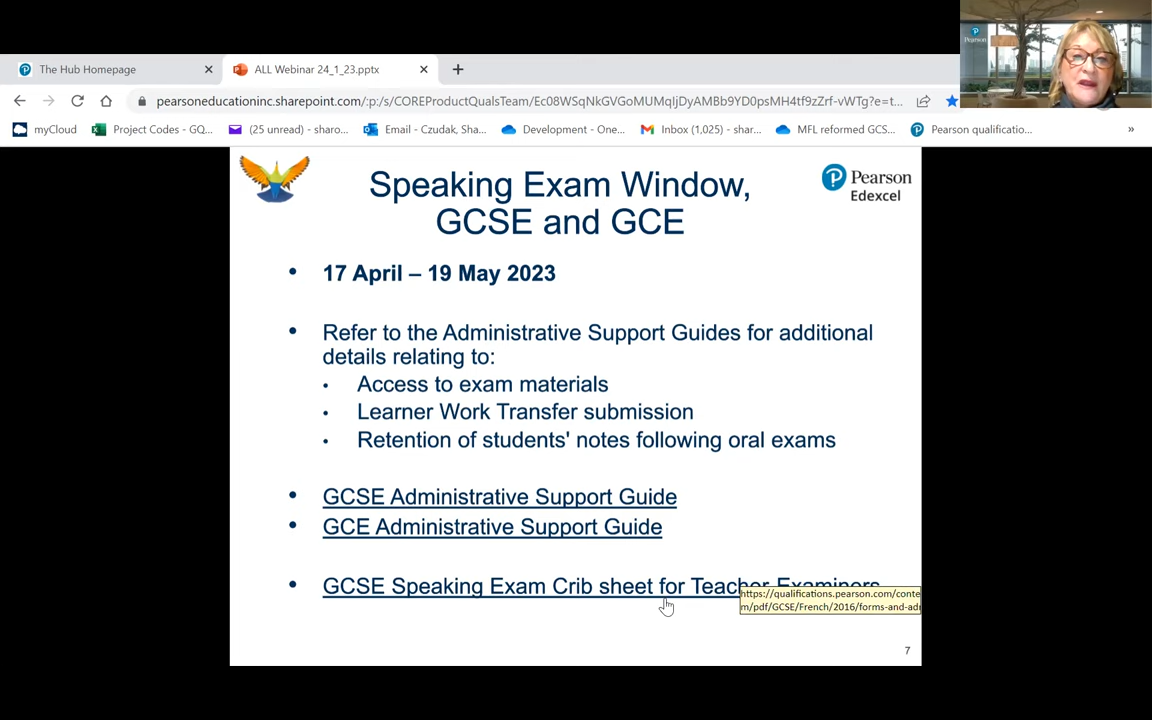 Pearson
The Hub Homepage
ALL Webinar 24_1_23.pptx
pearsoneducationinc.sharepoint.com/:p:/s/COREProductQualsTeam/Ec08WSqNkGVGoMUMqIjDyAMBb9YD0psMH4tf9zZrf-vWTg?e=t...
myCloud
Project Codes - GQ...
(25 unread) - sharo...
Email - Czudak, Sha...
Development - One...
Inbox (1,025) - shar...
MFL reformed GCS...
Pearson qualificatio...
»
Speaking Exam Window,
GCSE and GCE
Pearson
Edexcel
• 17 April – 19 May 2023
• Refer to the Administrative Support Guides for additional
details relating to:
• Access to exam materials
• Learner Work Transfer submission
• Retention of students' notes following oral exams
• GCSE Administrative Support Guide
• GCE Administrative Support Guide
• GCSE Speaking Exam Crib sheet for Teacher Examiners
https://qualifications.pearson.com/conte
m/pdf/GCSE/French/2016/forms-and-ad
7